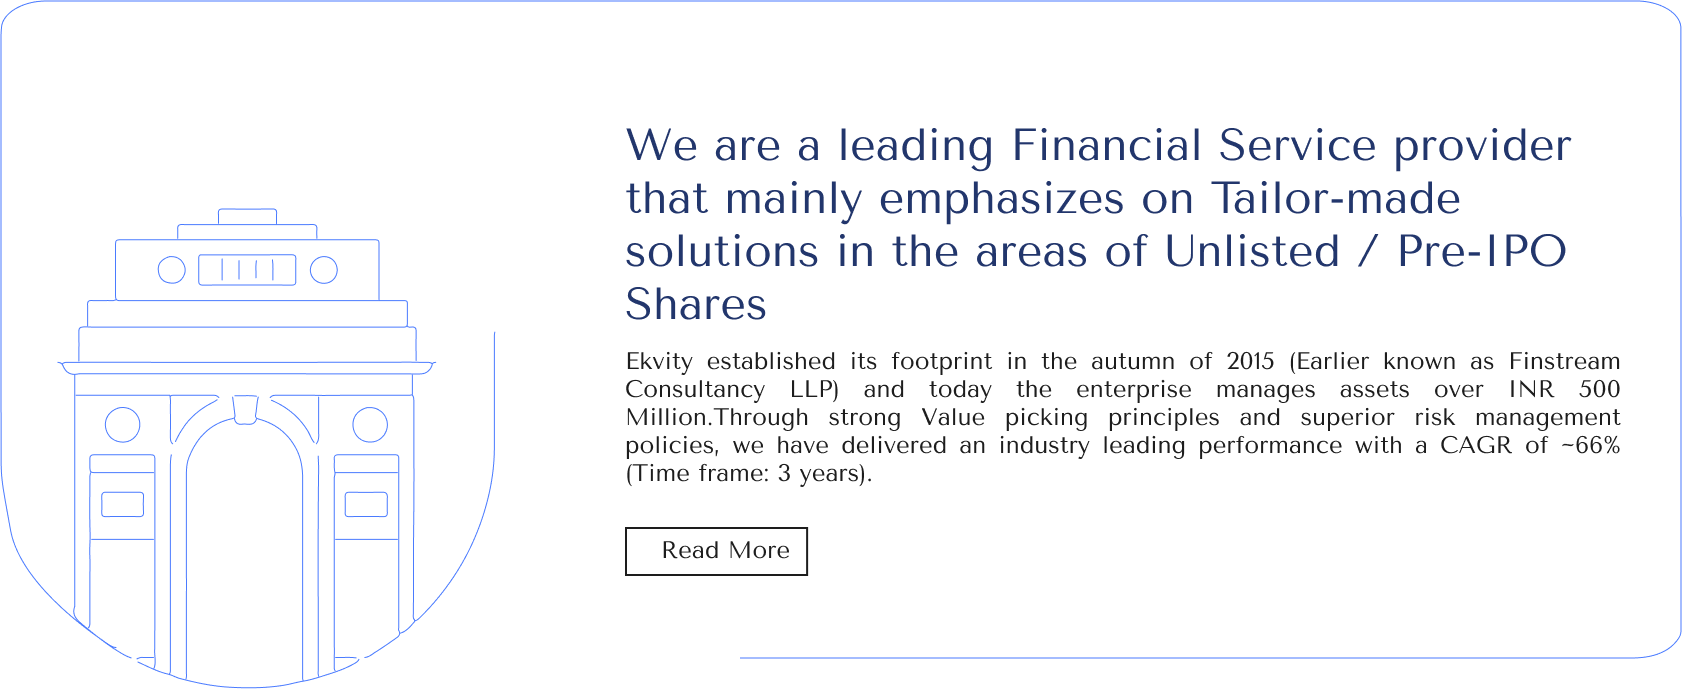 We are a leading Financial Service provider
that mainly emphasizes on Tailor-made
solutions in the areas of Unlisted / Pre-IPO
Shares
Ekvity established its footprint in the autumn of 2015 (Earlier known as Finstream
Consultancy LLP) and today the enterprise manages assets over INR 500
Million.Through strong Value picking principles and superior risk management
policies, we have delivered an industry leading performance with a CAGR of ~66%
(Time frame: 3 years).
Read More